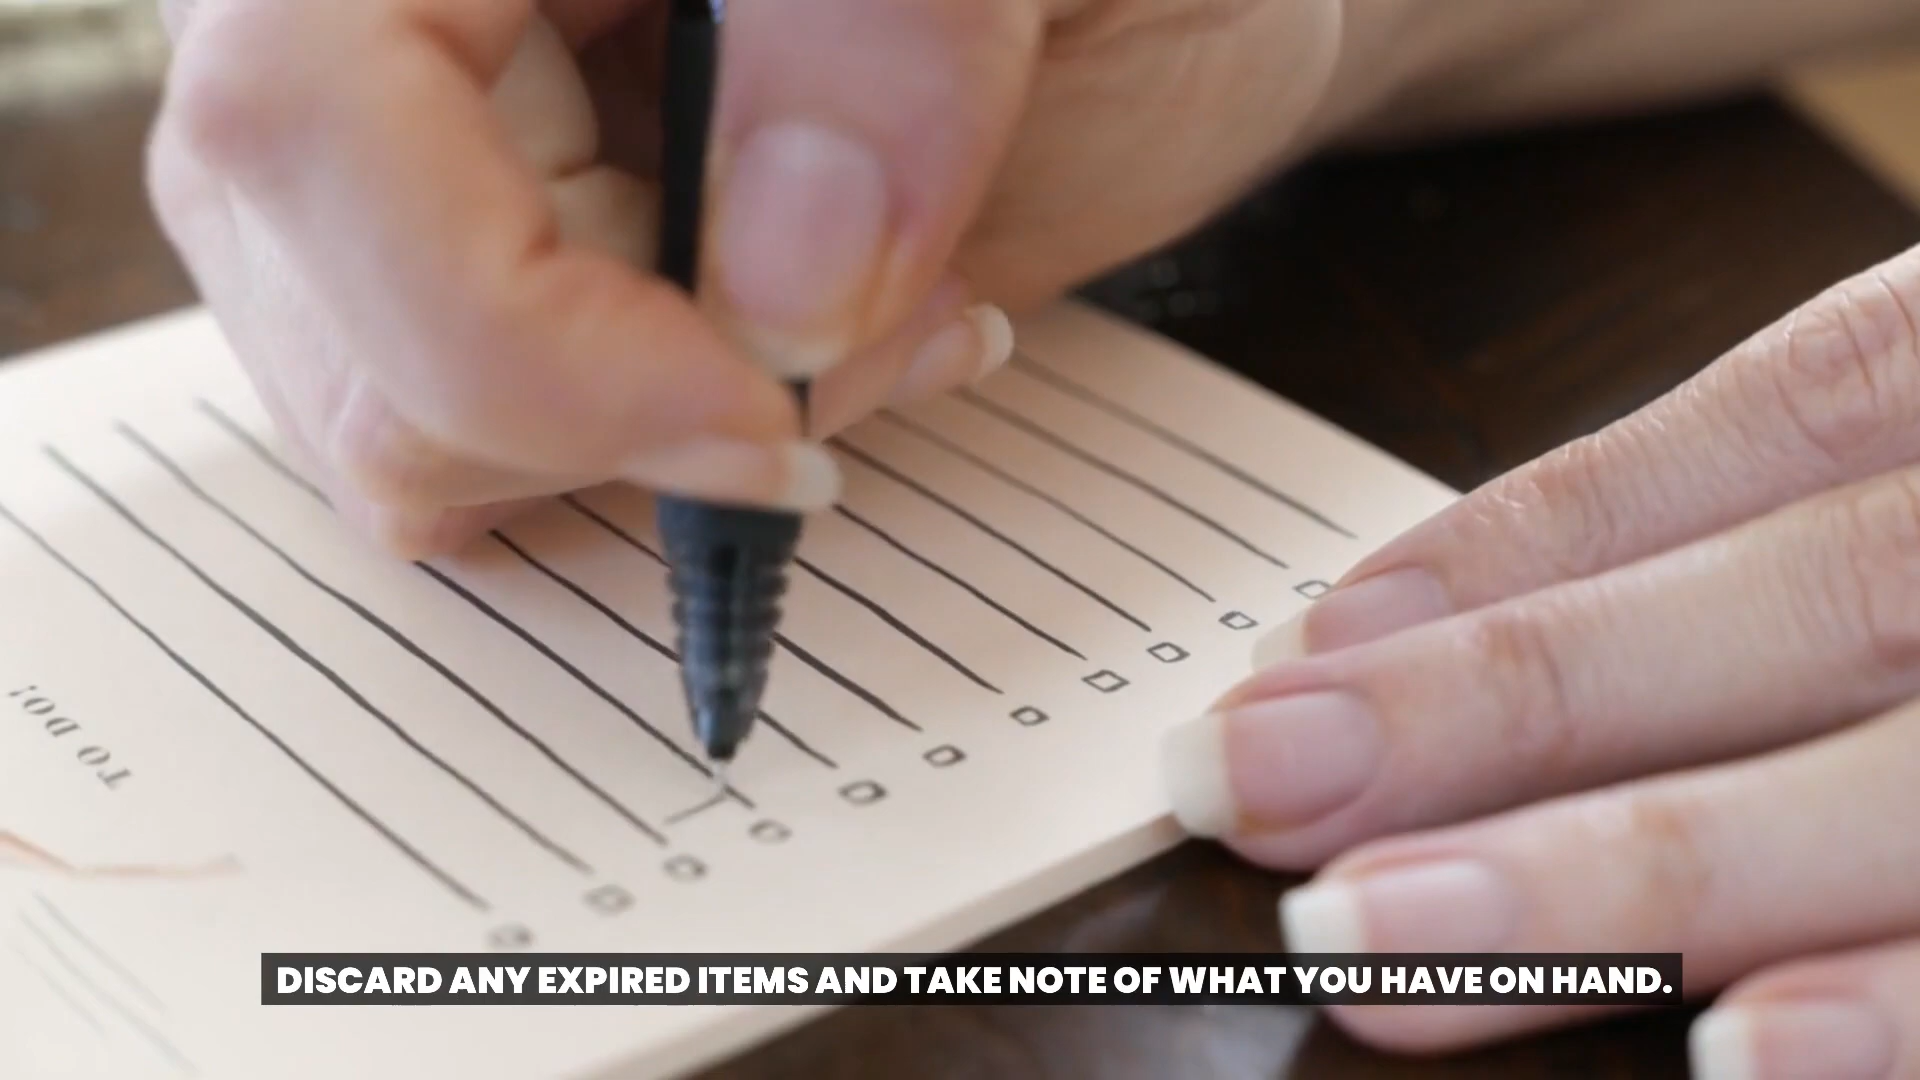 TO DO!
DISCARD ANY EXPIRED ITEMS AND TAKE NOTE OF WHAT YOU HAVE ON HAND.